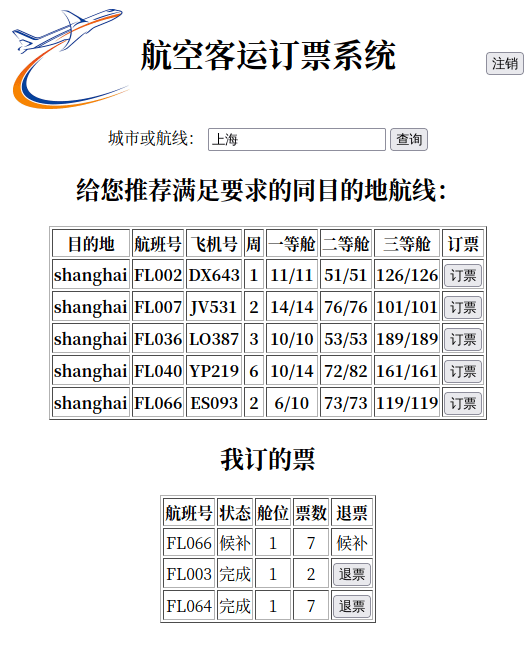 航空客运订票系统
注销
城市或航线： 上海 查询
给您推荐满足要求的同目的地航线：
目的地 航班号 飞机号 周 一等舱 二等舱 三等舱 订票
shanghai FL002 DX643 1 11/11 51/51 126/126 订票
shanghai FL007 JV531 2 14/14 76/76 101/101 订票
shanghai FL036 LO387 3 10/10 53/53 189/189 订票
shanghai FL040 YP219 6 10/14 72/82 161/161 订票
shanghai FL066 ES093 2 6/10 73/73 119/119 订票
我订的票
航班号 状态 舱位 票数 退票
FL066 候补 1 7 候补
FL003 完成 1 2 退票
FL064 完成 1 7 退票